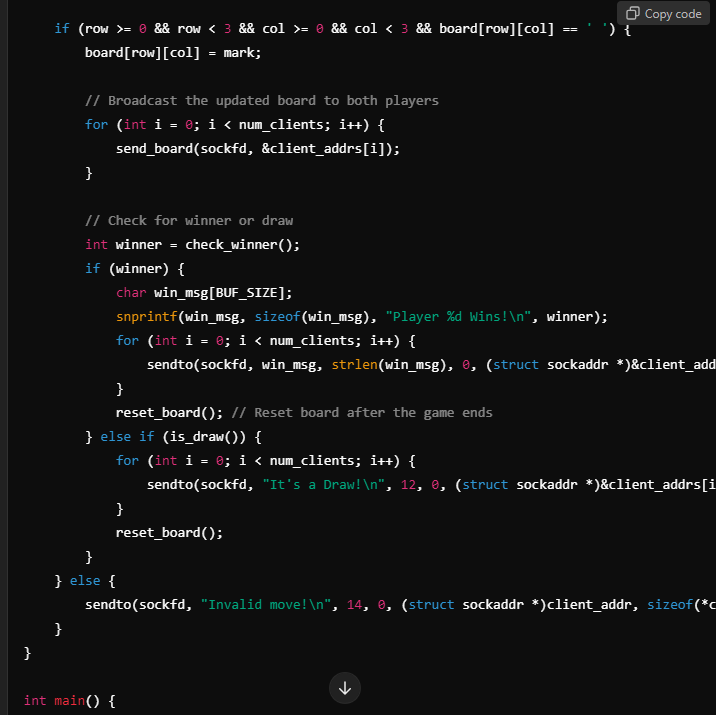 Copy code
    if (row >= 0 && row < 3 && col >= 0 && col < 3 && board[row][col] == ' ') {
        board[row][col] = mark;

        // Broadcast the updated board to both players
        for (int i = 0; i < num_clients; i++) {
            send_board(sockfd, &client_addrs[i]);
        }

        // Check for winner or draw
        int winner = check_winner();
        if (winner) {
            char win_msg[BUF_SIZE];
            snprintf(win_msg, sizeof(win_msg), "Player %d Wins!\n", winner);
            for (int i = 0; i < num_clients; i++) {
                sendto(sockfd, win_msg, strlen(win_msg), 0, (struct sockaddr *)&client_add
            }
            reset_board(); // Reset board after the game ends
        } else if (is_draw()) {
            for (int i = 0; i < num_clients; i++) {
                sendto(sockfd, "It's a Draw!\n", 12, 0, (struct sockaddr *)&client_addrs[i
            }
            reset_board();
        }
    } else {
        sendto(sockfd, "Invalid move!\n", 14, 0, (struct sockaddr *)client_addr, sizeof(*c
    }
}

int main() {